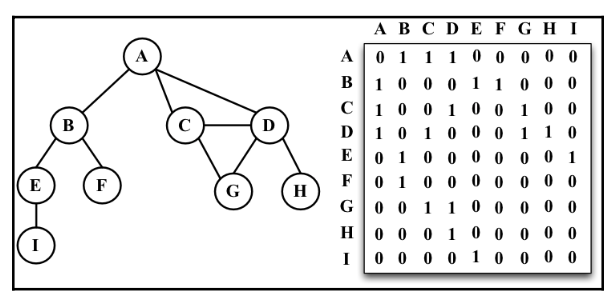 A
B
C
D
E
F
G
H
I
A B C D E F G H I
A 0 1 1 1 0 0 0 0 0
B 1 0 0 0 1 1 0 0 0
C 1 0 0 1 0 0 1 0 0
D 1 0 1 0 0 0 1 1 0
E 0 1 0 0 0 0 0 0 1
F 0 1 0 0 0 0 0 0 0
G 0 0 1 1 0 0 0 0 0
H 0 0 0 1 0 0 0 0 0
I 0 0 0 0 1 0 0 0 0